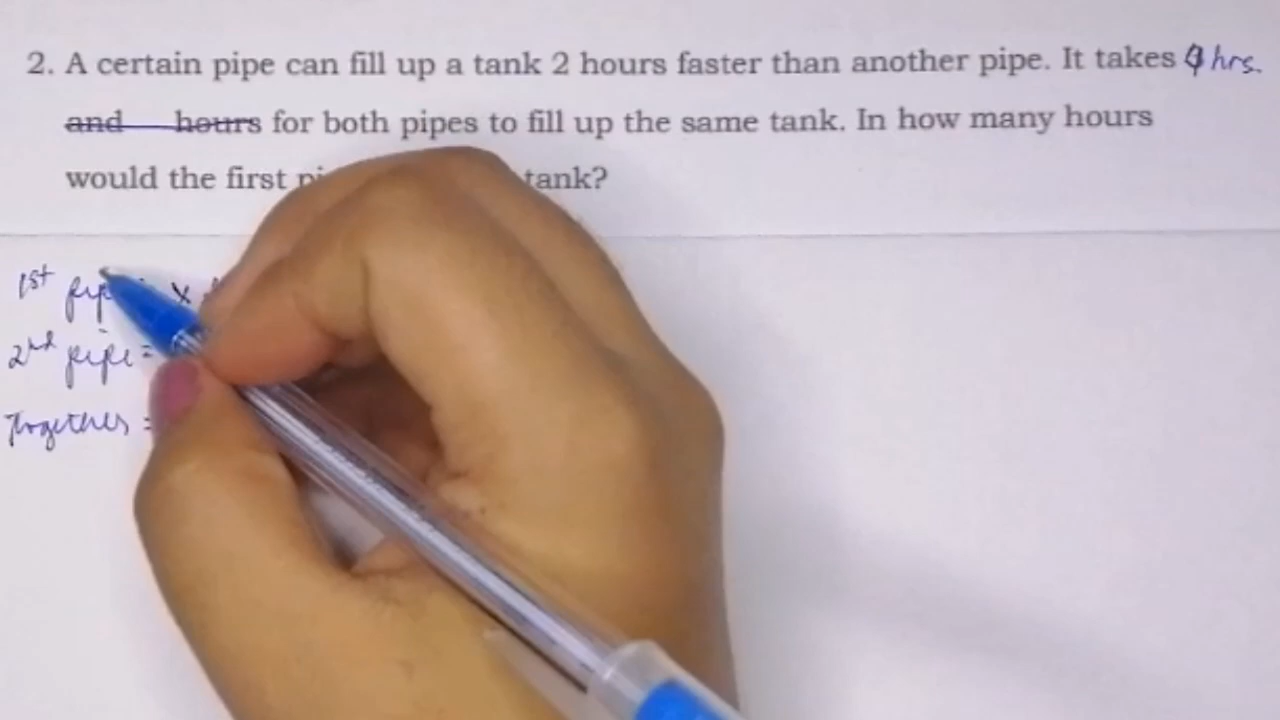 2. A certain pipe can fill up a tank 2 hours faster than another pipe. It takes 4 hrs.
and hours for both pipes to fill up the same tank. In how many hours
would the first tank?
1st x
2nd pipe =
Together =